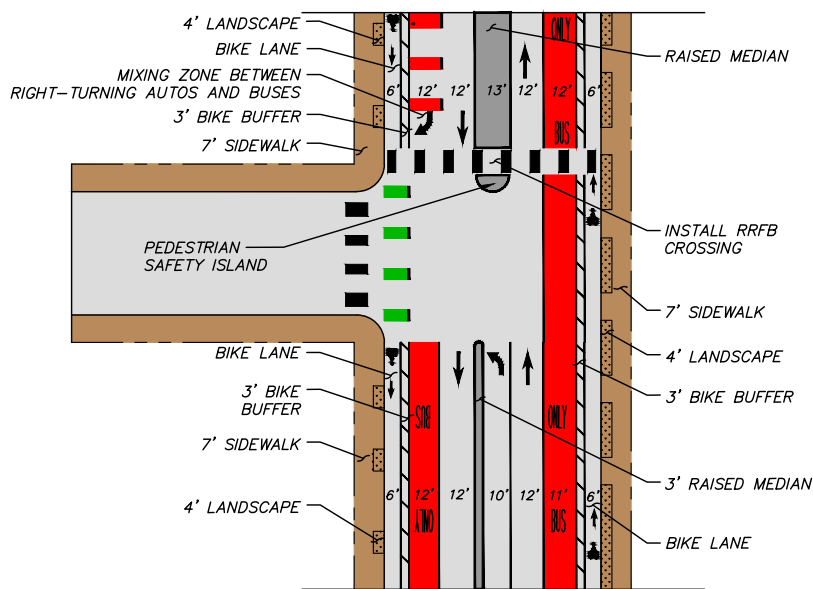 4' LANDSCAPE
BIKE LANE
MIXING ZONE BETWEEN
RIGHT-TURNING AUTOS AND BUSES
3' BIKE BUFFER
7' SIDEWALK
ONLY
RAISED MEDIAN
6' 12' 12' 13' 12' 12' 6'
BUS
PEDESTRIAN
SAFETY ISLAND
INSTALL RRFB
CROSSING
7' SIDEWALK
4' LANDSCAPE
3' BIKE BUFFER
BIKE LANE
3' BIKE
BUFFER
7' SIDEWALK
4' LANDSCAPE
BUS
ONLY
6' 12' 12' 10' 12' 11' 6'
ONLY
BUS
3' RAISED MEDIAN
BIKE LANE